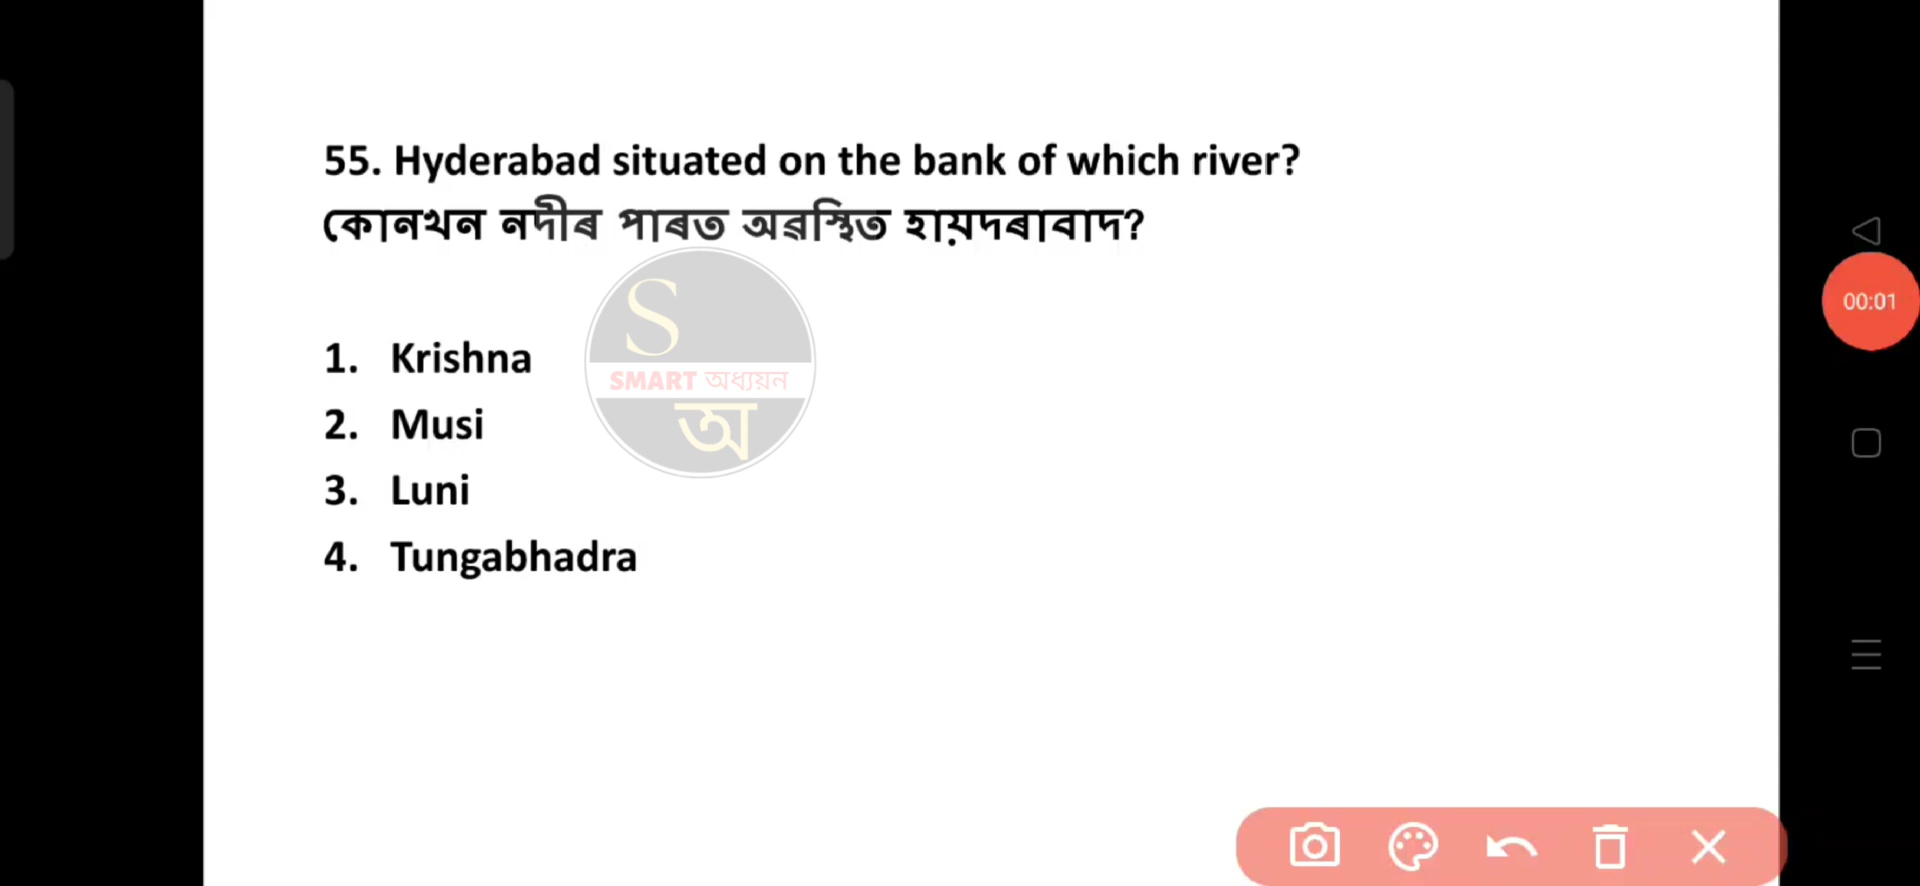 55. Hyderabad situated on the bank of which river?
কোনখন নদীৰ পাৰত অৱস্থিত হায়দৰাবাদ?
1. Krishna
2. Musi
3. Luni
4. Tungabhadra
S
SMART অধ্যয়ন
অ
00:01